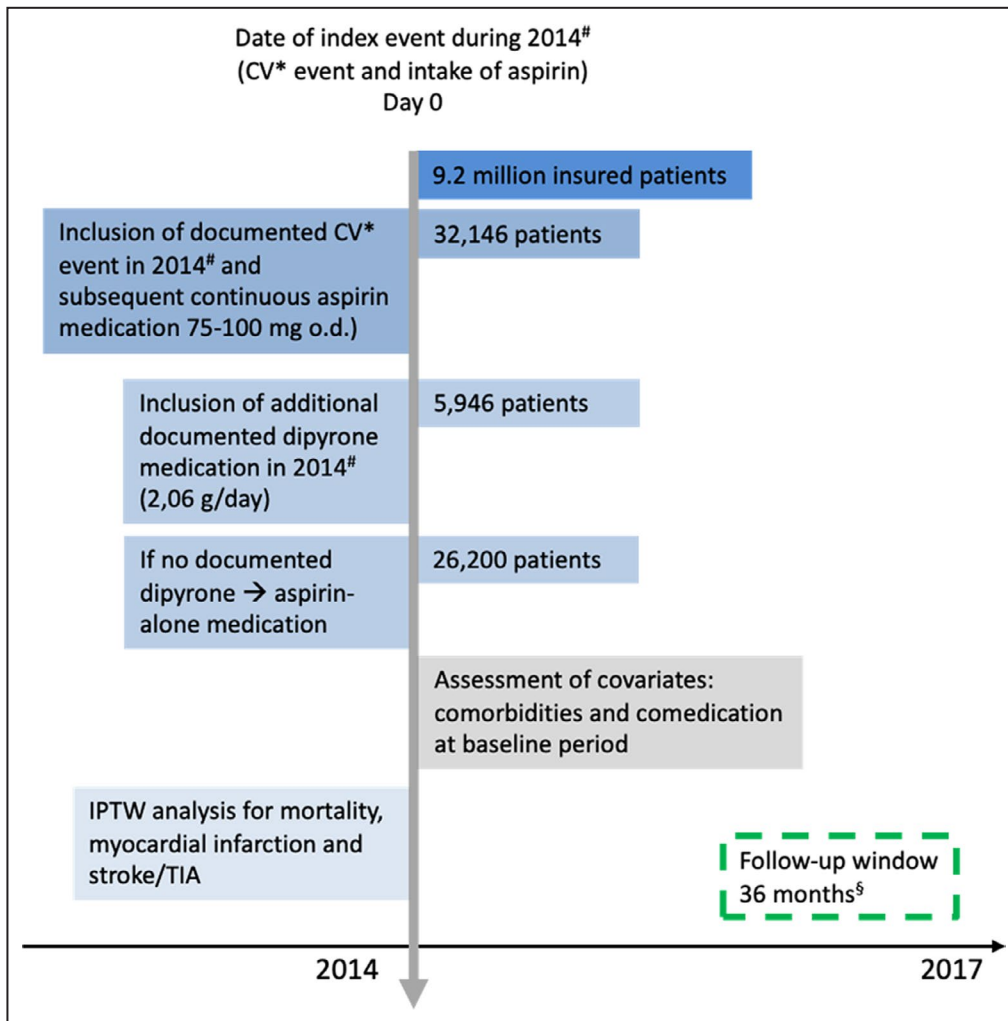 Date of index event during 2014#
(CV* event and intake of aspirin)
Day 0
9.2 million insured patients
Inclusion of documented CV*
event in 2014# and
subsequent continuous aspirin
medication 75-100 mg o.d.)
32,146 patients
Inclusion of additional
documented dipyrone
medication in 2014#
(2,06 g/day)
5,946 patients
If no documented
dipyrone → aspirin-
alone medication
26,200 patients
Assessment of covariates:
comorbidities and comedication
at baseline period
IPTW analysis for mortality,
myocardial infarction and
stroke/TIA
Follow-up window
36 months§
2014
2017